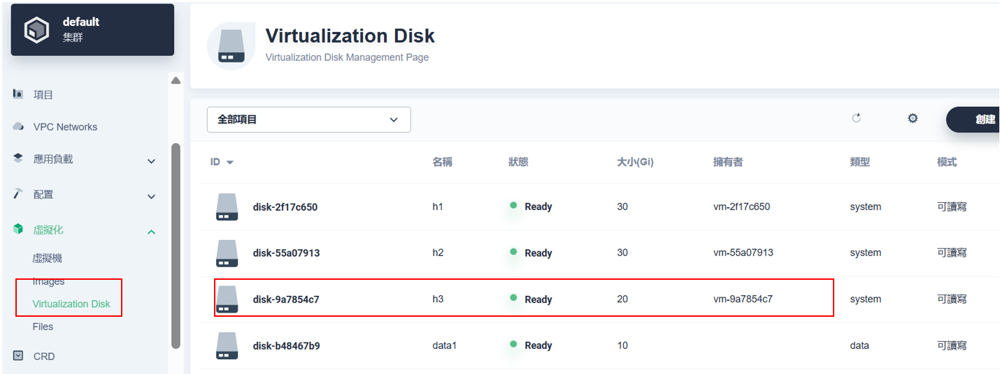 default
集群
項目
VPC Networks
應用負載
配置
虛擬化
虛擬機
Images
Virtualization Disk
Files
CRD
Virtualization Disk
Virtualization Disk Management Page
全部項目
創建
ID 名稱 狀態 大小(Gi) 擁有者 類型 模式
disk-2f17c650 h1 Ready 30 vm-2f17c650 system 可讀寫
disk-55a07913 h2 Ready 30 vm-55a07913 system 可讀寫
disk-9a7854c7 h3 Ready 20 vm-9a7854c7 system 可讀寫
disk-b48467b9 data1 Ready 10 data 可讀寫